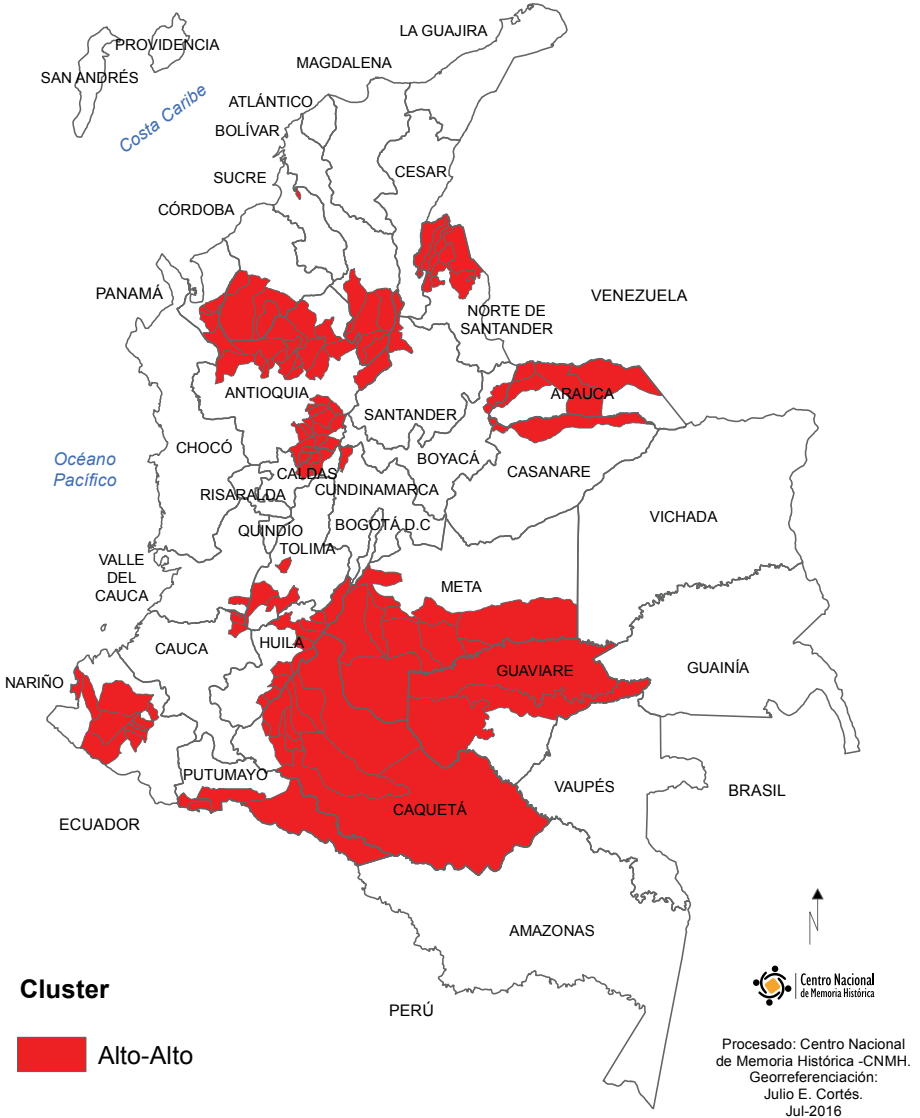 LA GUAJIRA
PROVIDENCIA
MAGDALENA
SAN ANDRÉS
ATLÁNTICO
Costa Caribe
BOLÍVAR
CESAR
SUCRE
CÓRDOBA
PANAMÁ
VENEZUELA
NORTE DE
SANTANDER
ANTIOQUIA
ARAUCA
SANTANDER
CHOCÓ
BOYACÁ
Océano
Pacífico
CASANARE
CALDAS
RISARALDA
CUNDINAMARCA
VICHADA
BOGOTÁ D.C
QUINDIO
TOLIMA
VALLE
DEL
CAUCA
META
CAUCA
HUILA
GUAVIARE
GUAINÍA
NARIÑO
PUTUMAYO
VAUPÉS
BRASIL
CAQUETÁ
ECUADOR
AMAZONAS
N
Cluster
PERÚ
Alto-Alto
Centro Nacional
de Memoria Histórica
Procesado: Centro Nacional
de Memoria Histórica -CNMH.
Georreferenciación:
Julio E. Cortés.
Jul-2016